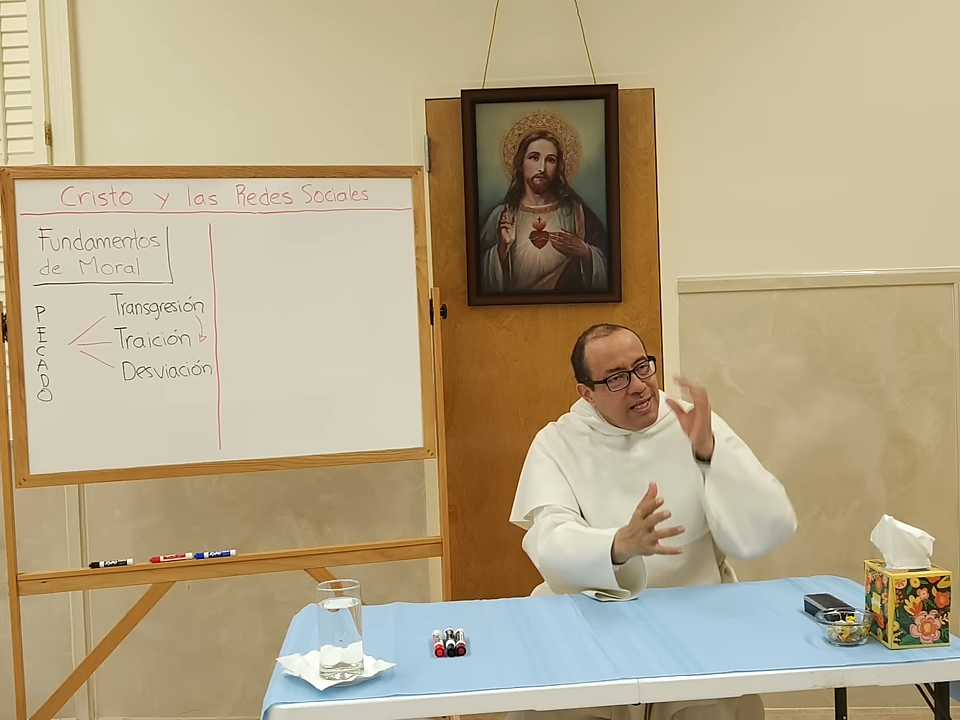 Cristo y las Redes Sociales
Fundamentos
de Moral
PECADO
Transgresión
Traición
Desviación